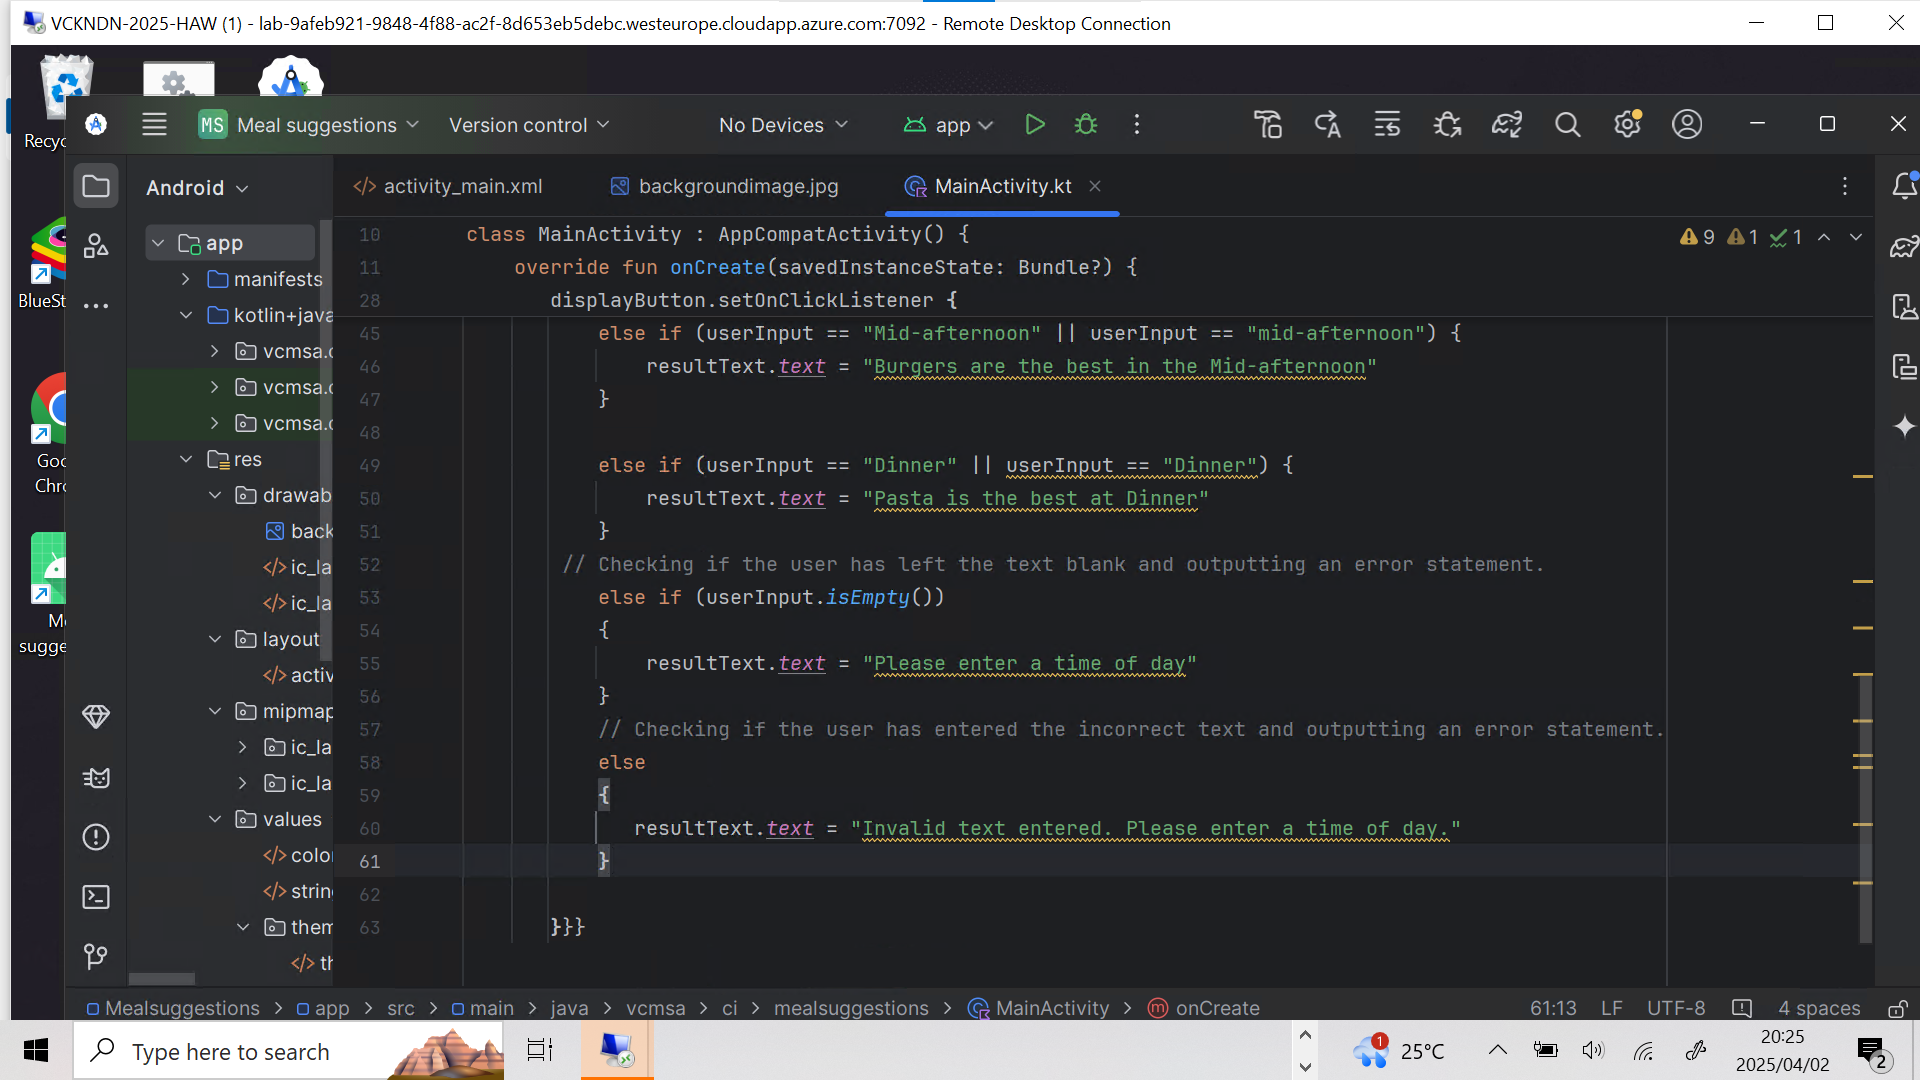 VCKNDN-2025-HAW (1) - lab-9afeb921-9848-4f88-ac2f-8d653eb5debc.westeurope.cloudapp.azure.com:7092 - Remote Desktop Connection
Recyc
MS Meal suggestions
Version control
No Devices
app
Android
activity_main.xml
backgroundimage.jpg
MainActivity.kt
9 1 1
app
manifests
kotlin+java
vcmsa.c
vcmsa.c
vcmsa.c
res
drawab
back
ic_la
ic_la
layout
activ
mipmap
ic_la
ic_la
values
color
string
them
th
BlueSt
Goo
Chro
Me
sugge
10 class MainActivity : AppCompatActivity() {
11 override fun onCreate(savedInstanceState: Bundle?) {
28 displayButton.setOnClickListener {
45 else if (userInput == "Mid-afternoon" || userInput == "mid-afternoon") {
46 resultText.text = "Burgers are the best in the Mid-afternoon"
47 }
48
49 else if (userInput == "Dinner" || userInput == "Dinner") {
50 resultText.text = "Pasta is the best at Dinner"
51 }
52 // Checking if the user has left the text blank and outputting an error statement.
53 else if (userInput.isEmpty())
54 {
55 resultText.text = "Please enter a time of day"
56 }
57 // Checking if the user has entered the incorrect text and outputting an error statement.
58 else
59 {
60 resultText.text = "Invalid text entered. Please enter a time of day."
61 }
62
63 }}}
Mealsuggestions > app > src > main > java > vcmsa > ci > mealsuggestions > MainActivity > onCreate
61:13 LF UTF-8 4 spaces
Type here to search
1
25°C
20:25
2025/04/02
2